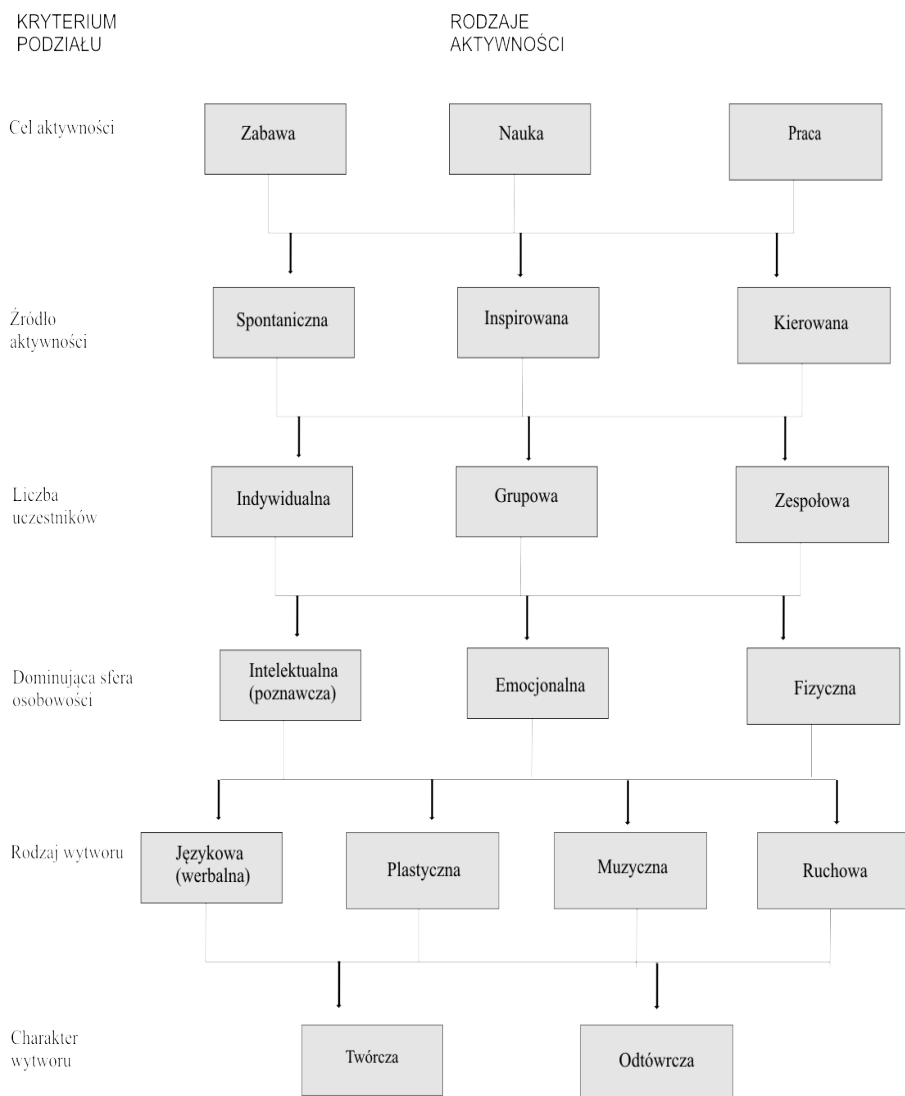 KRYTERIUM
PODZIAŁU
RODZAJE
AKTYWNOŚCI
Cel aktywności
Zabawa
Nauka
Praca
Źródło
aktywności
Spontaniczna
Inspirowana
Kierowana
Liczba
uczestników
Indywidualna
Grupowa
Zespołowa
Dominująca sfera
osobowości
Intelektualna
(poznawcza)
Emocjonalna
Fizyczna
Rodzaj wytworu
Językowa
(werbalna)
Plastyczna
Muzyczna
Ruchowa
Charakter
wytworu
Twórcza
Odtówrcza